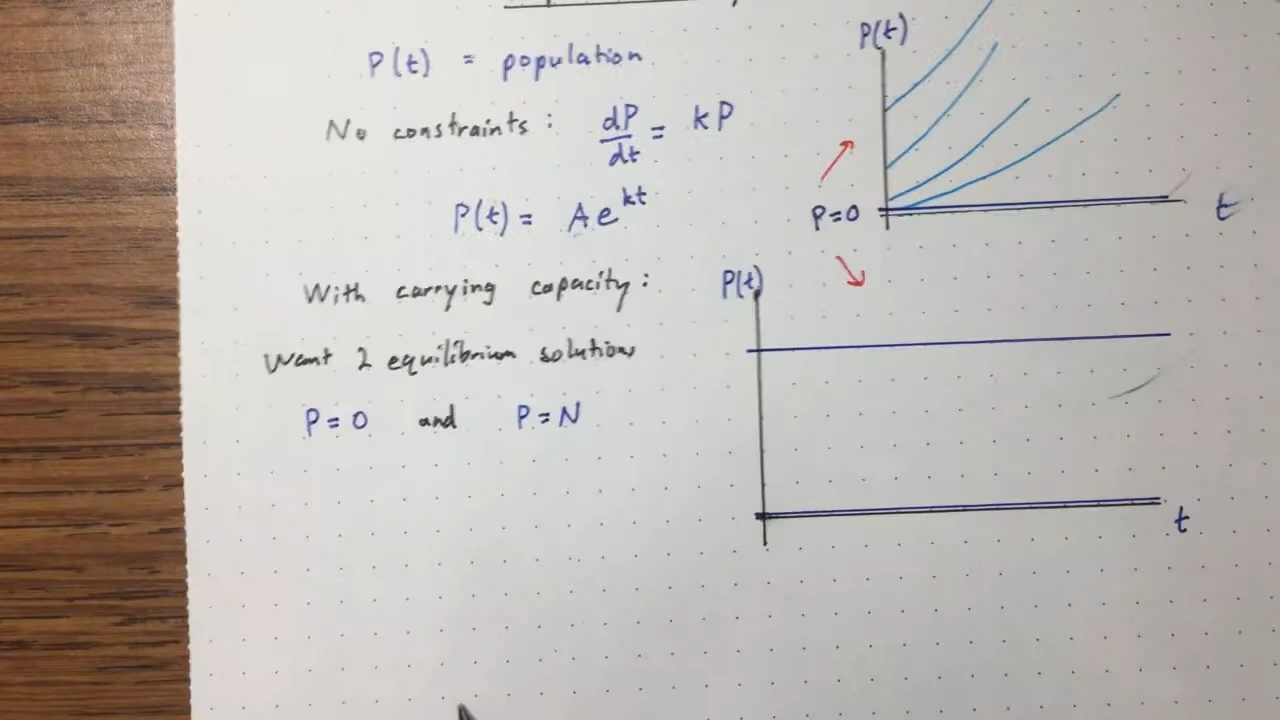 P(t) = population
No constraints: dP/dt = kP
P(t) = Ae^kt
With carrying capacity:
Want 2 equilibrium solutions
P = 0 and P = N
P(t)
P=0
t
P(t)
t